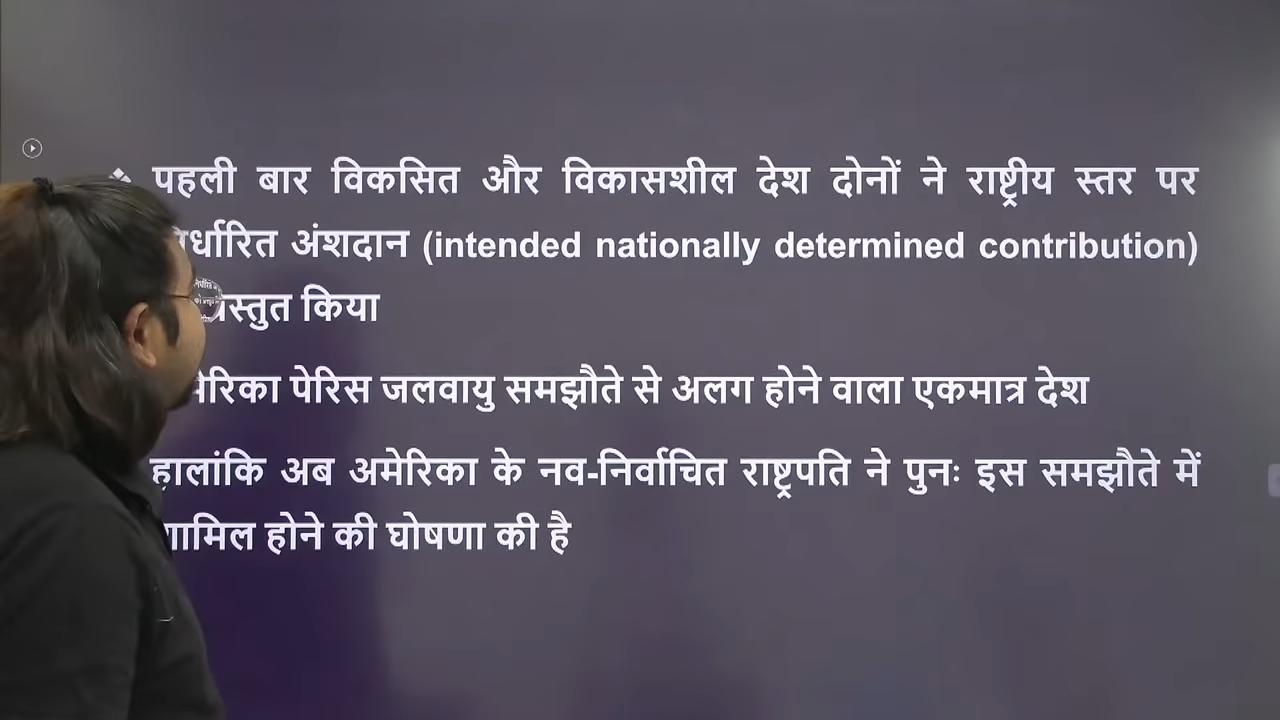 पहली बार विकसित और विकासशील देश दोनों ने राष्ट्रीय स्तर पर
अंशदान (intended nationally determined contribution)
किया
पेरिस जलवायु समझौते से अलग होने वाला एकमात्र देश
हालांकि अब अमेरिका के नव-निर्वाचित राष्ट्रपति ने पुनः इस समझौते में
होने की घोषणा की है